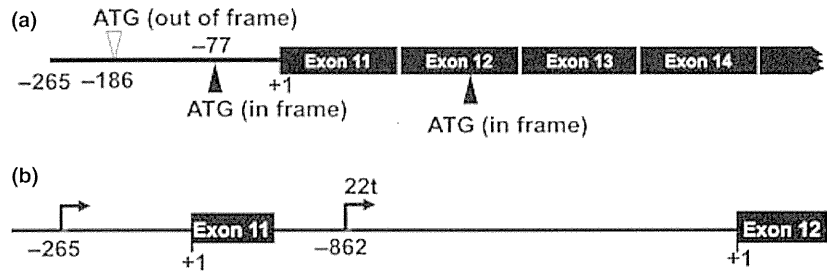 (a)
ATG (out of frame)
−77
Exon 11 Exon 12 Exon 13 Exon 14
−265 −186 +1
ATG (in frame)
ATG (in frame)
(b)
22t
Exon 11 Exon 12
−265 +1 −862 +1